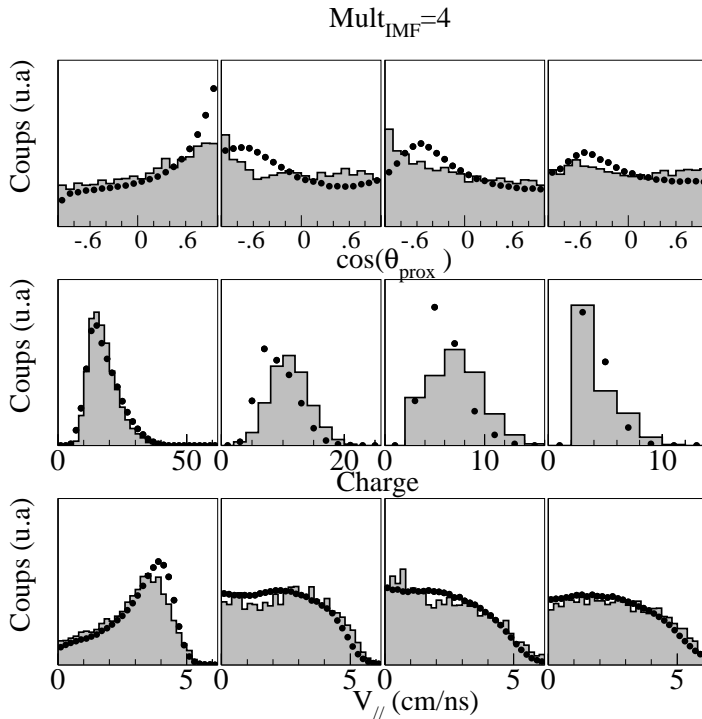 Mult_IMF=4
Coups (u.a)
-.6 0 .6 -.6 0 .6 -.6 0 .6 -.6 0 .6
cos(θ_prox)
Coups (u.a)
0 50 0 20 0 10 0 10
Charge
Coups (u.a)
0 5 0 5 0 5 0 5
V_// (cm/ns)